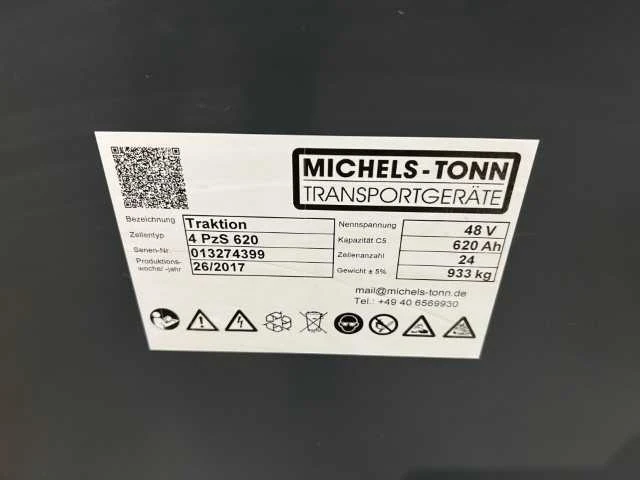 MICHELS-TONN
TRANSPORTGERÄTE
Bezeichnung Traktion
Zellentyp 4 PzS 620
Serien-Nr. 013274399
Produktions-
woche/-jahr 26/2017
Nennspannung 48 V
Kapazität C5 620 Ah
Zellenanzahl 24
Gewicht ± 5% 933 kg
mail@michels-tonn.de
Tel.: +49 40 6569930